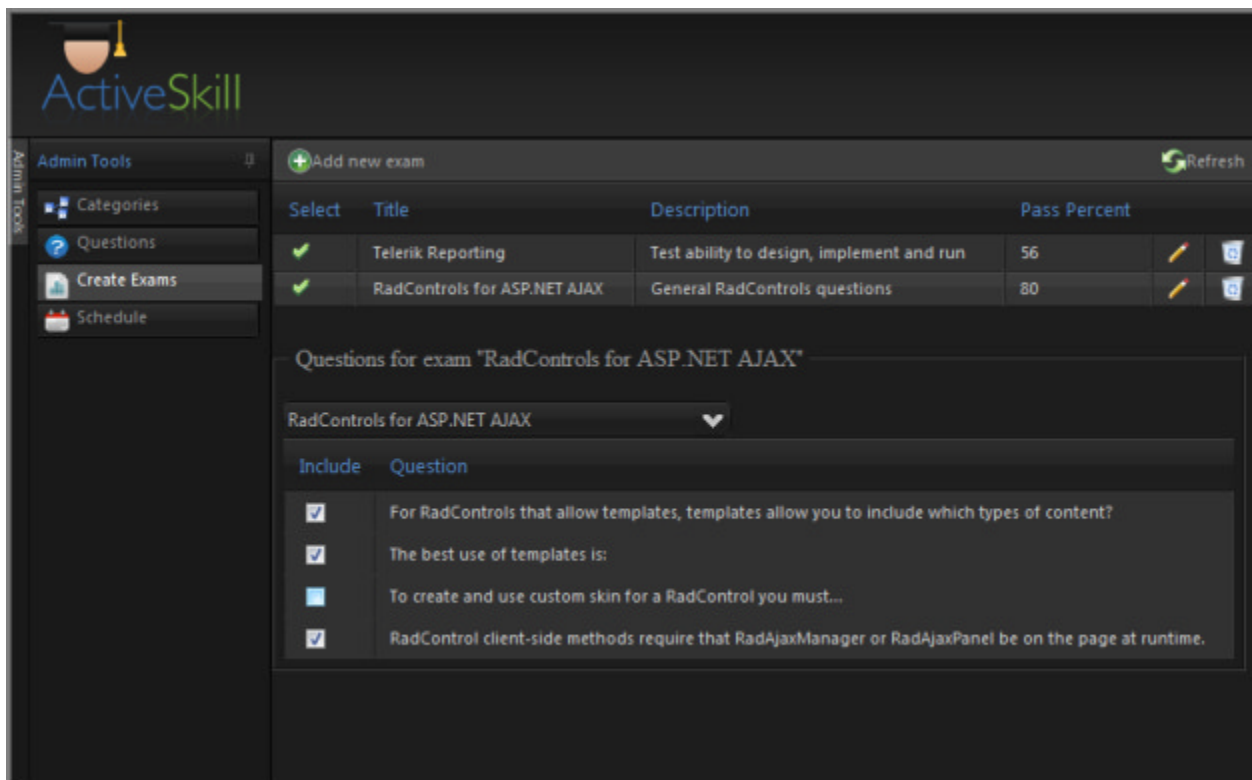 ActiveSkill
Admin Tools
Admin Tools
Categories
Questions
Create Exams
Schedule
Add new exam Refresh
Select Title Description Pass Percent
Telerik Reporting Test ability to design, implement and run 56
RadControls for ASP.NET AJAX General RadControls questions 80
Questions for exam "RadControls for ASP.NET AJAX"
RadControls for ASP.NET AJAX
Include Question
For RadControls that allow templates, templates allow you to include which types of content?
The best use of templates is:
To create and use custom skin for a RadControl you must...
RadControl client-side methods require that RadAjaxManager or RadAjaxPanel be on the page at runtime.